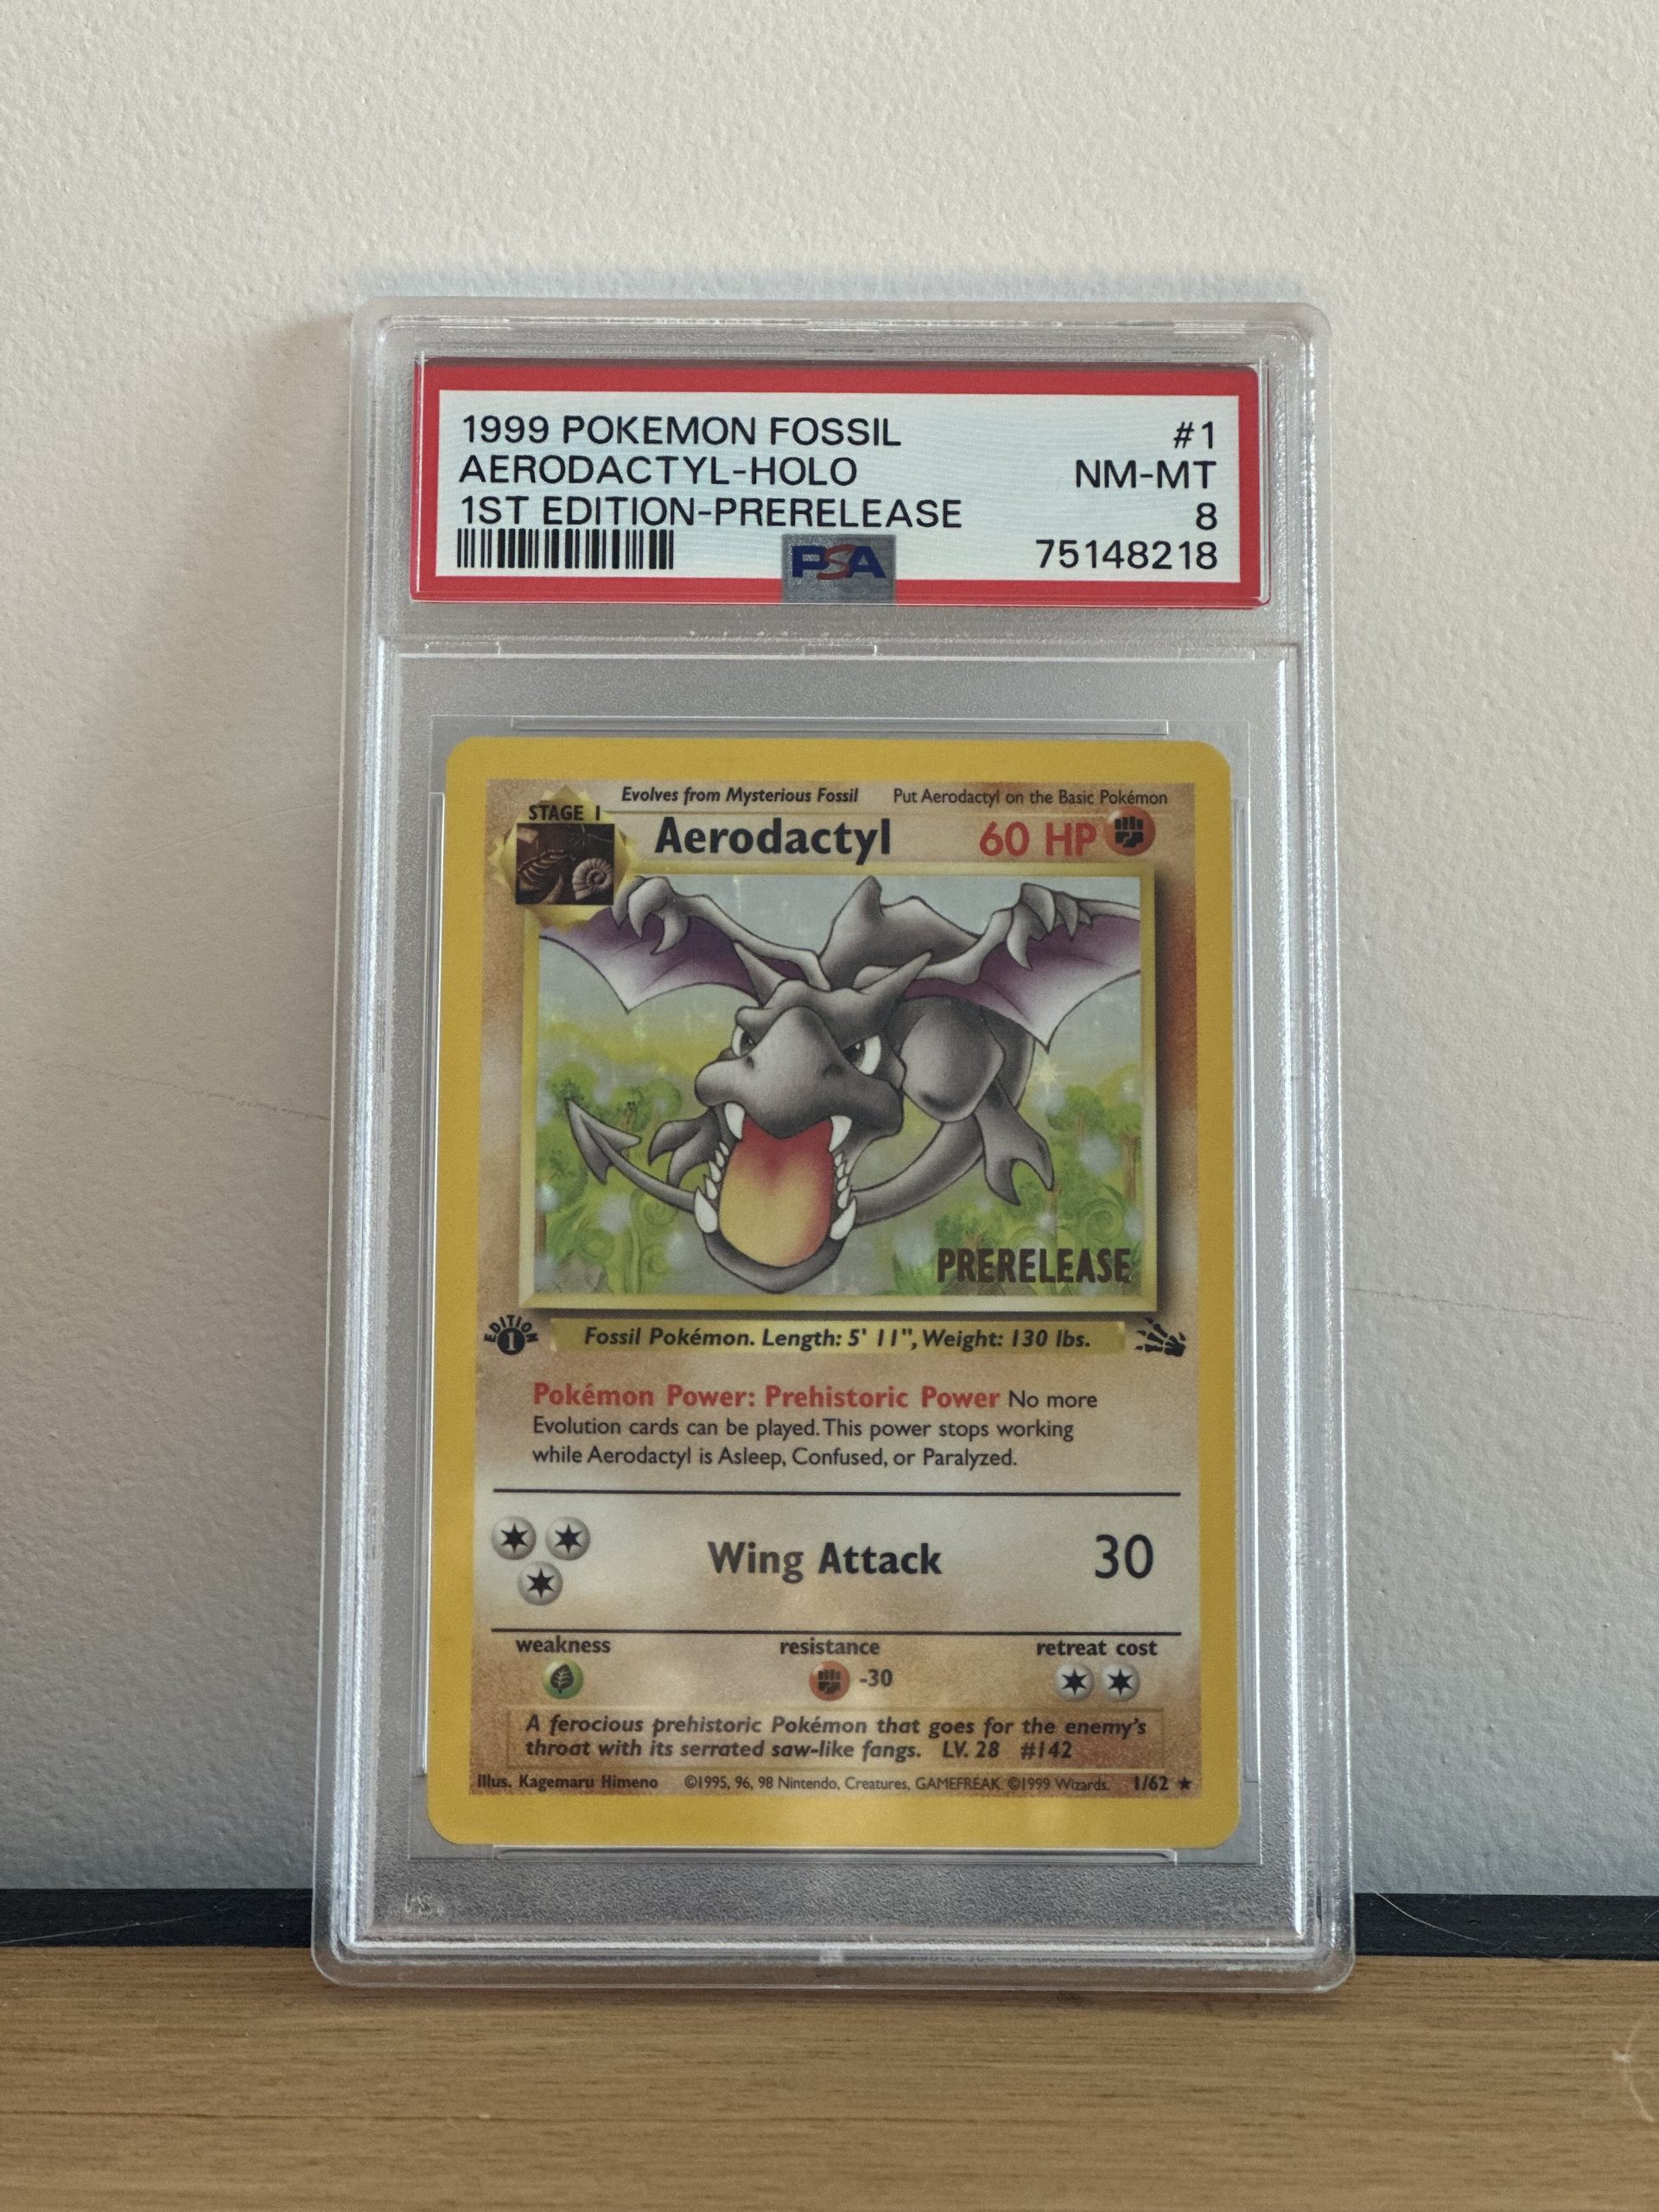 1999 POKEMON FOSSIL #1
AERODACTYL-HOLO NM-MT
1ST EDITION-PRERELEASE 8
PSA 75148218
Evolves from Mysterious Fossil Put Aerodactyl on the Basic Pokémon
STAGE 1
Aerodactyl 60 HP
PRERELEASE
EDITION 1
Fossil Pokémon. Length: 5' 11", Weight: 130 lbs.
Pokémon Power: Prehistoric Power No more
Evolution cards can be played. This power stops working
while Aerodactyl is Asleep, Confused, or Paralyzed.
Wing Attack 30
weakness resistance retreat cost
-30
A ferocious prehistoric Pokémon that goes for the enemy's
throat with its serrated saw-like fangs. LV. 28 #142
Illus. Kagemaru Himeno ©1995, 96, 98 Nintendo, Creatures, GAMEFREAK. ©1999 Wizards. 1/62 ★